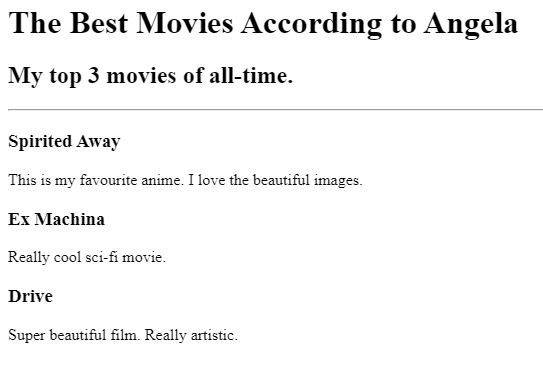 The Best Movies According to Angela
My top 3 movies of all-time.
Spirited Away
This is my favourite anime. I love the beautiful images.
Ex Machina
Really cool sci-fi movie.
Drive
Super beautiful film. Really artistic.